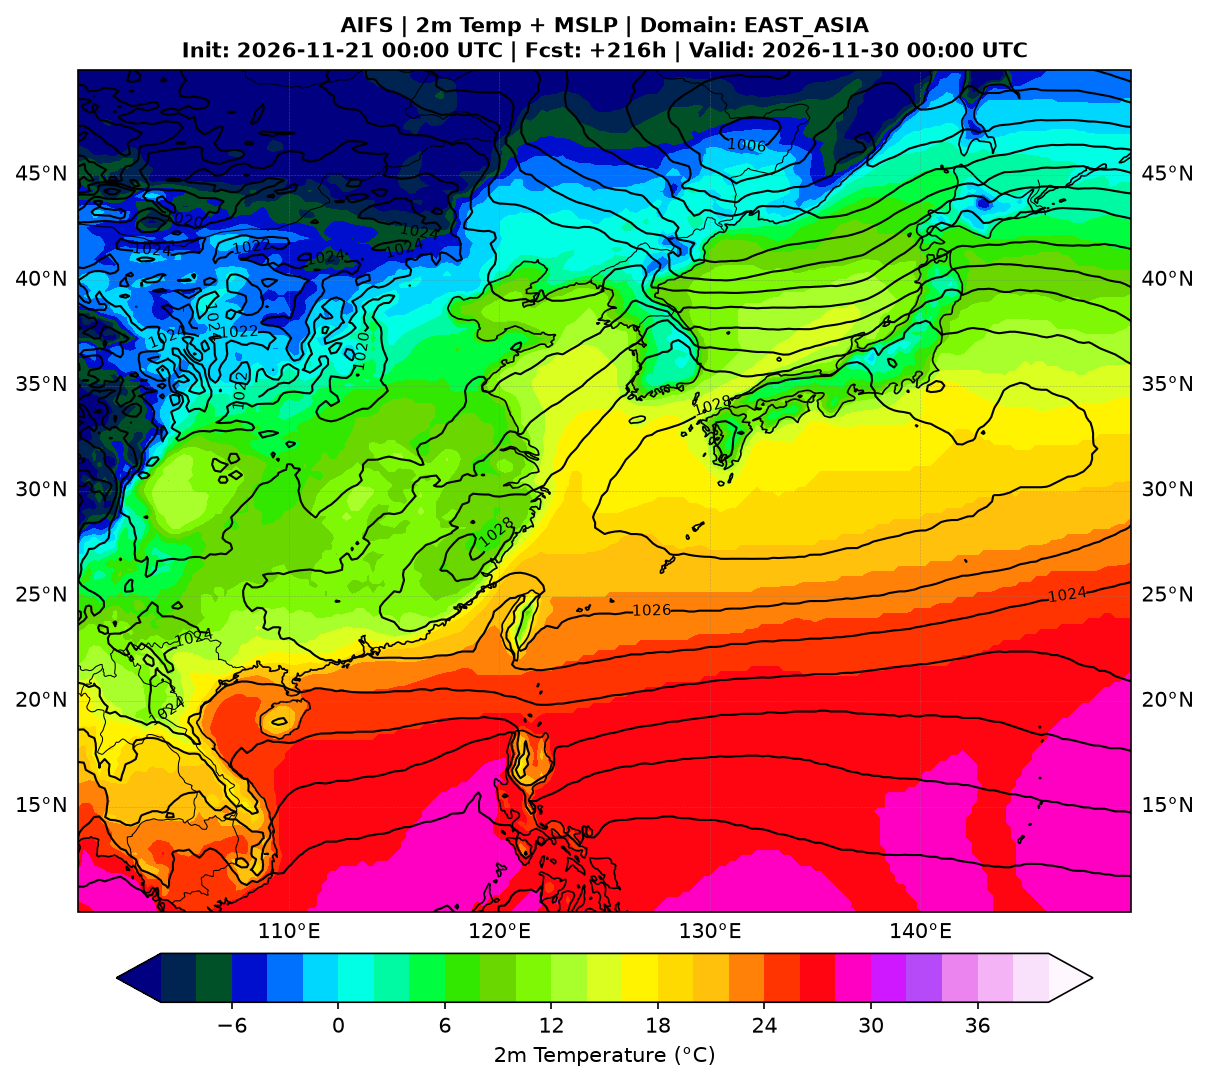 AIFS | 2m Temp + MSLP | Domain: EAST_ASIA
Init: 2026-11-21 00:00 UTC | Fcst: +216h | Valid: 2026-11-30 00:00 UTC
1006
45°N 45°N
1020
1024 1022 1024 1024 1024
40°N 40°N
1024 1022 1020
1022
35°N 35°N
1028
30°N 30°N
1028
25°N 1026 1024 25°N
1024
20°N 20°N
15°N 15°N
110°E 120°E 130°E 140°E
−6 0 6 12 18 24 30 36
2m Temperature (°C)